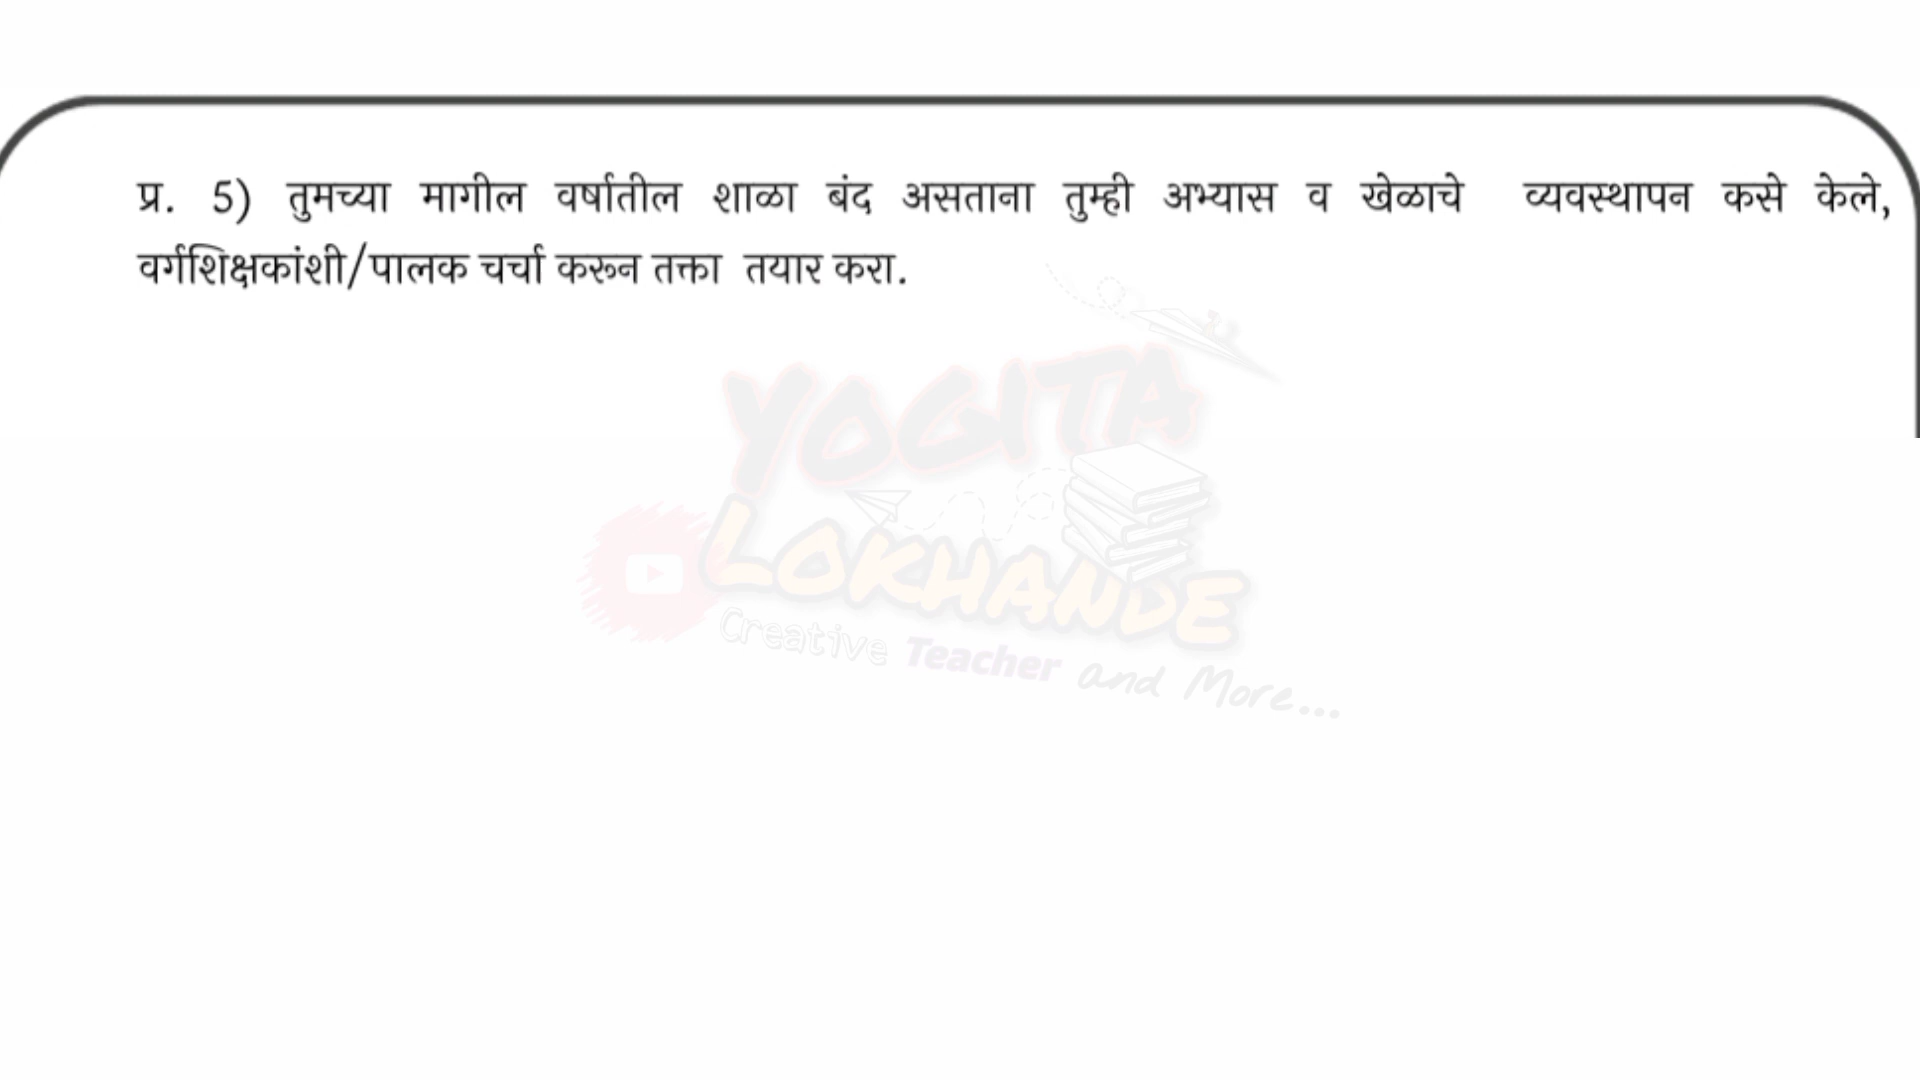 प्र. 5) तुमच्या मागील वर्षातील शाळा बंद असताना तुम्ही अभ्यास व खेळाचे व्यवस्थापन कसे केले,
वर्गशिक्षकांशी/पालक चर्चा करून तक्ता तयार करा.
YOGITA
LOKHANDE
Creative Teacher and More...